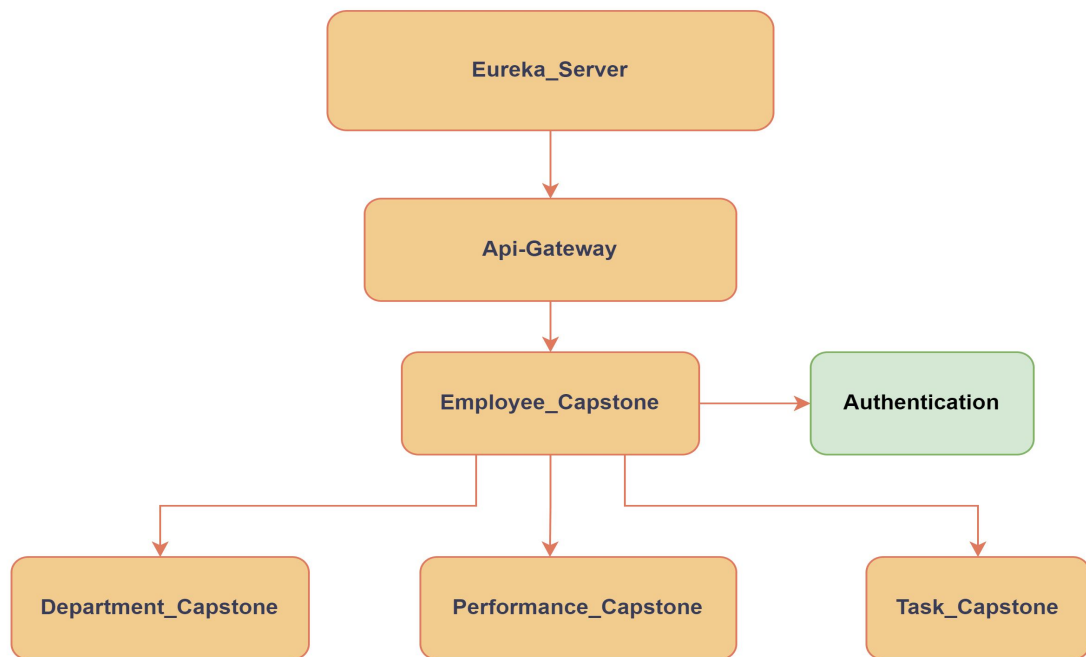 Eureka_Server
Api-Gateway
Employee_Capstone
Authentication
Department_Capstone
Performance_Capstone
Task_Capstone